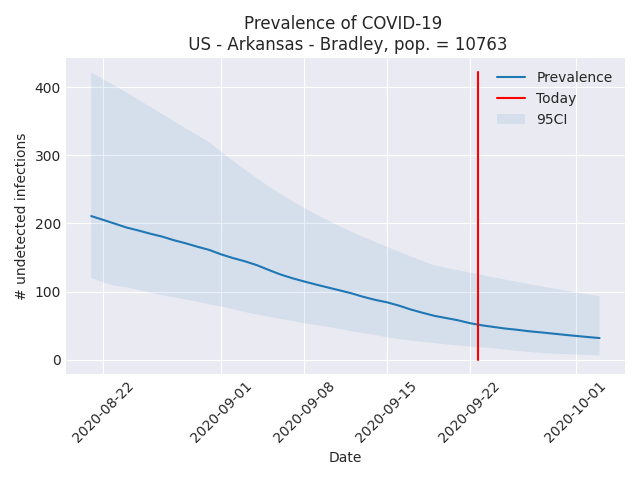 Prevalence of COVID-19
US - Arkansas - Bradley, pop. = 10763
Prevalence
Today
95CI
# undetected infections
400
300
200
100
0
2020-08-22
2020-09-01
2020-09-08
2020-09-15
2020-09-22
2020-10-01
Date